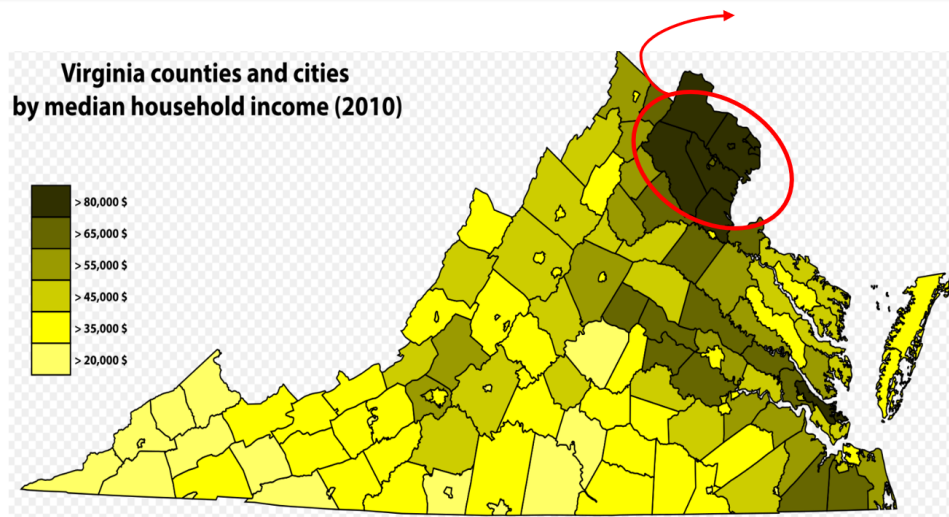 Virginia counties and cities
by median household income (2010)
> 80,000 $
> 65,000 $
> 55,000 $
> 45,000 $
> 35,000 $
> 20,000 $